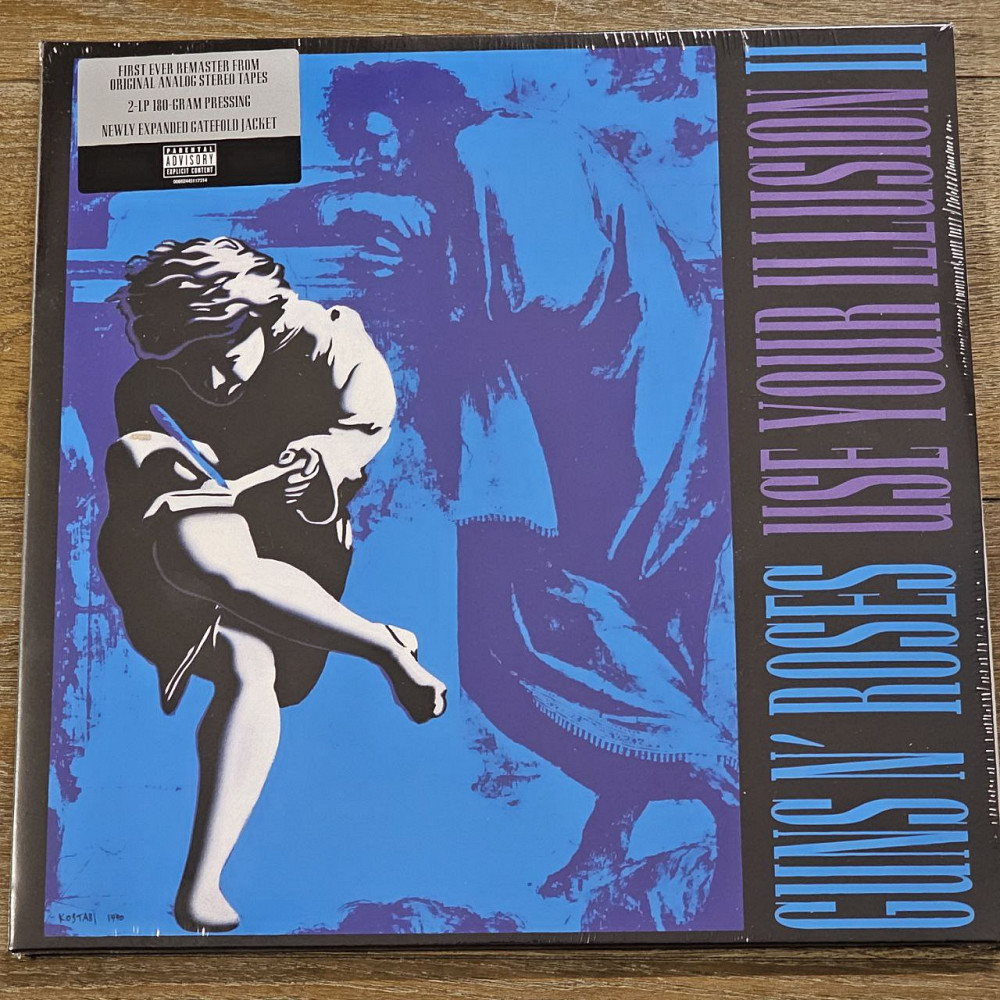 FIRST EVER REMASTER FROM
ORIGINAL ANALOG STEREO TAPES
2-LP 180-GRAM PRESSING
NEWLY EXPANDED GATEFOLD JACKET
PARENTAL
ADVISORY
EXPLICIT CONTENT
GUNS N' ROSES USE YOUR ILLUSION II
KOSTABI 1990